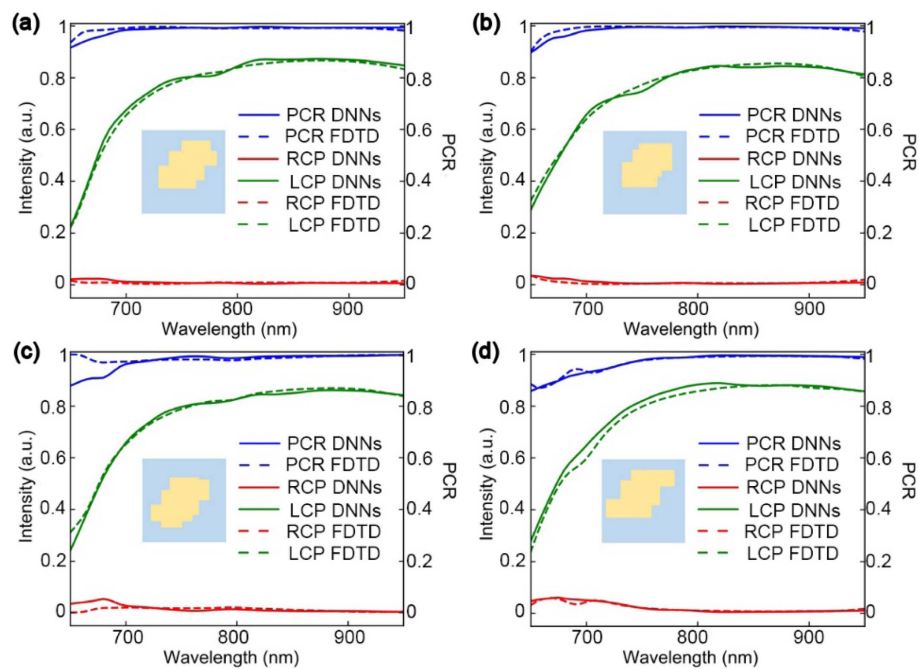 (a)
1
0.8
0.6
0.4
0.2
0
Intensity (a.u.)
PCR DNNs
PCR FDTD
RCP DNNs
LCP DNNs
RCP FDTD
LCP FDTD
1
0.8
0.6
0.4
0.2
0
PCR
700 800 900
Wavelength (nm)
(b)
1
0.8
0.6
0.4
0.2
0
Intensity (a.u.)
PCR DNNs
PCR FDTD
RCP DNNs
LCP DNNs
RCP FDTD
LCP FDTD
1
0.8
0.6
0.4
0.2
0
PCR
700 800 900
Wavelength (nm)
(c)
1
0.8
0.6
0.4
0.2
0
Intensity (a.u.)
PCR DNNs
PCR FDTD
RCP DNNs
LCP DNNs
RCP FDTD
LCP FDTD
1
0.8
0.6
0.4
0.2
0
PCR
700 800 900
Wavelength (nm)
(d)
1
0.8
0.6
0.4
0.2
0
Intensity (a.u.)
PCR DNNs
PCR FDTD
RCP DNNs
LCP DNNs
RCP FDTD
LCP FDTD
1
0.8
0.6
0.4
0.2
0
PCR
700 800 900
Wavelength (nm)